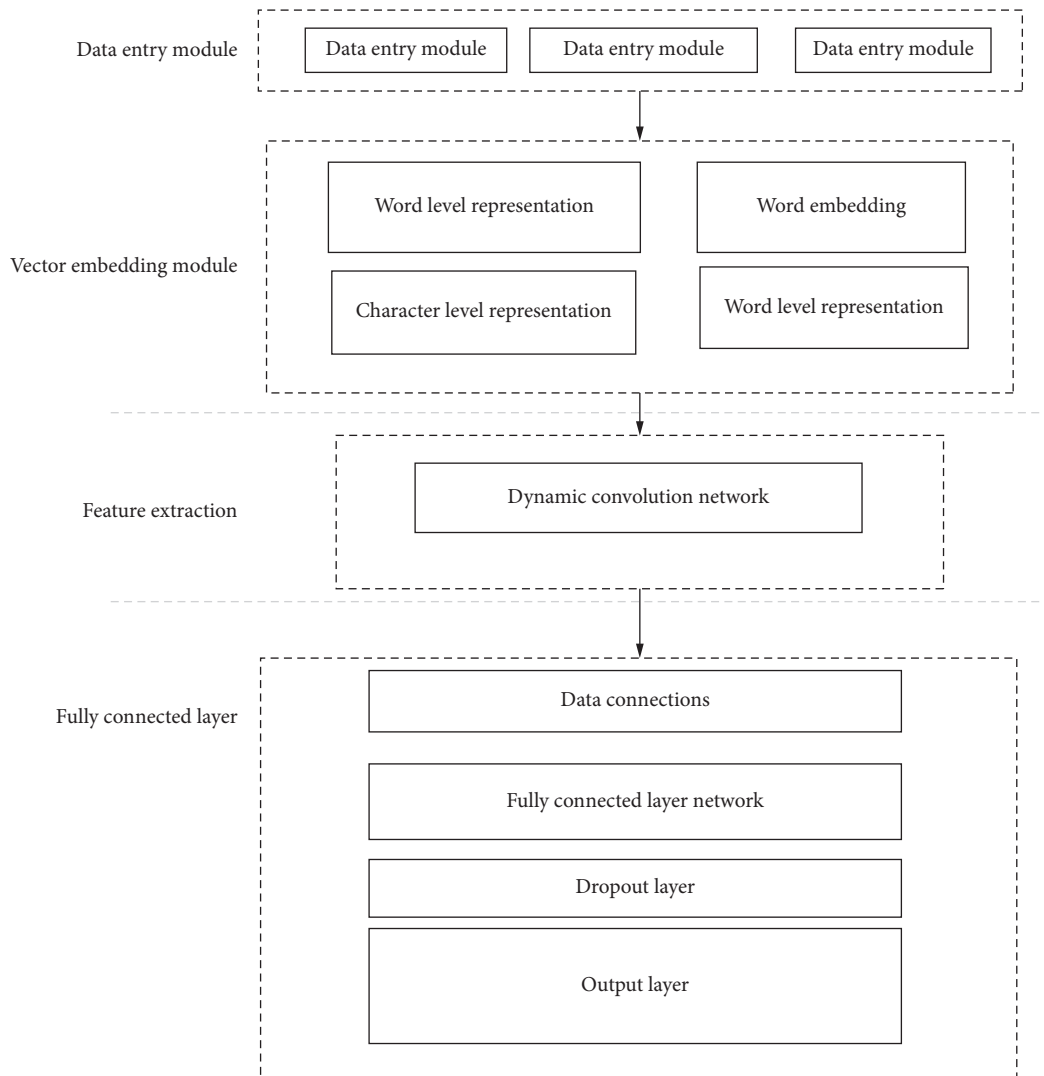 Data entry module
Data entry module
Data entry module
Data entry module
Vector embedding module
Word level representation
Word embedding
Character level representation
Word level representation
Feature extraction
Dynamic convolution network
Fully connected layer
Data connections
Fully connected layer network
Dropout layer
Output layer